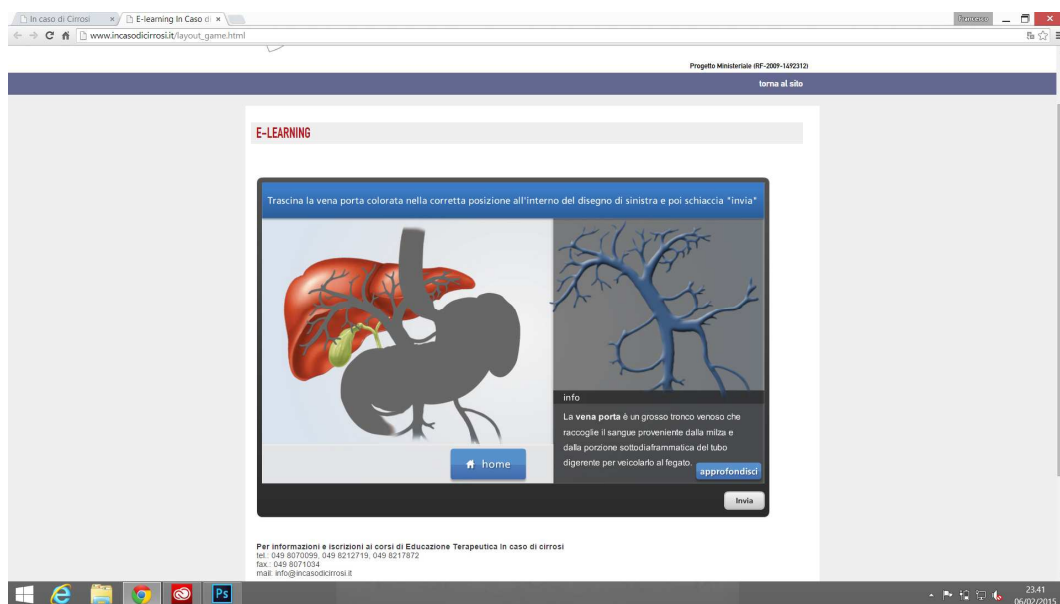 In caso di Cirrosi
E-learning In Caso di
Francesco
www.incasodicirrosi.it/layout_game.html
Progetto Ministeriale (RF-2009-1492312)
torna al sito
E-LEARNING
Trascina la vena porta colorata nella corretta posizione all'interno del disegno di sinistra e poi schiaccia "invia"
info
La vena porta è un grosso tronco venoso che
raccoglie il sangue proveniente dalla milza e
dalla porzione sottodiaframmatica del tubo
digerente per veicolarlo al fegato.
approfondisci
home
Invia
Per informazioni e iscrizioni ai corsi di Educazione Terapeutica In caso di cirrosi
tel.: 049 8070099, 049 8212719, 049 8217872
fax.: 049 8071034
mail: info@incasodicirrosi.it
Ps
23.41
06/02/2015